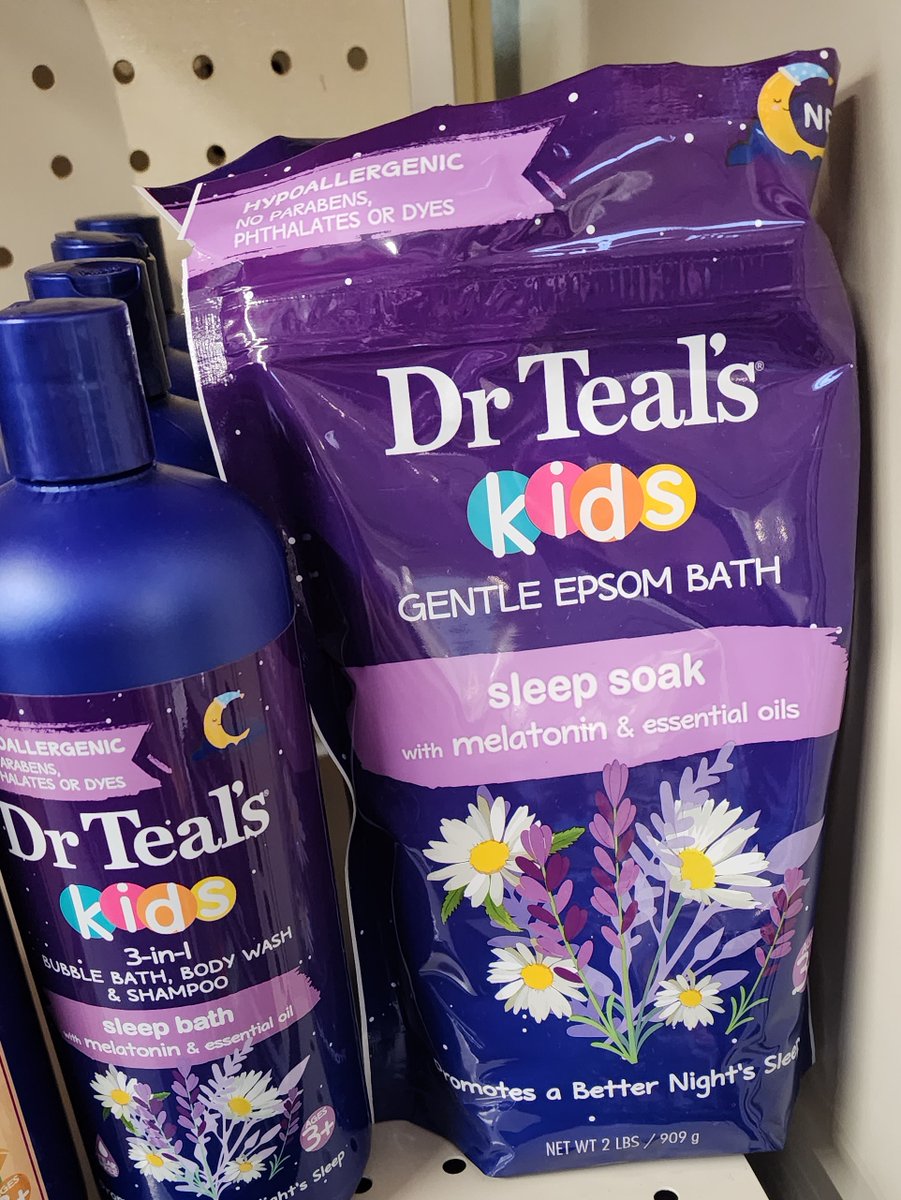 HYPOALLERGENIC
NO PARABENS,
PHTHALATES OR DYES
Dr Teal's®
kids
GENTLE EPSOM BATH
sleep soak
with melatonin & essential oils
Promotes a Better Night's Sleep
NET WT 2 LBS / 909 g
OALLERGENIC
ARABENS,
HALATES OR DYES
Dr Teal's®
kids
3-in-1
BUBBLE BATH, BODY WASH
& SHAMPOO
sleep bath
with melatonin & essential oil
AGES
3+
Night's Sleep